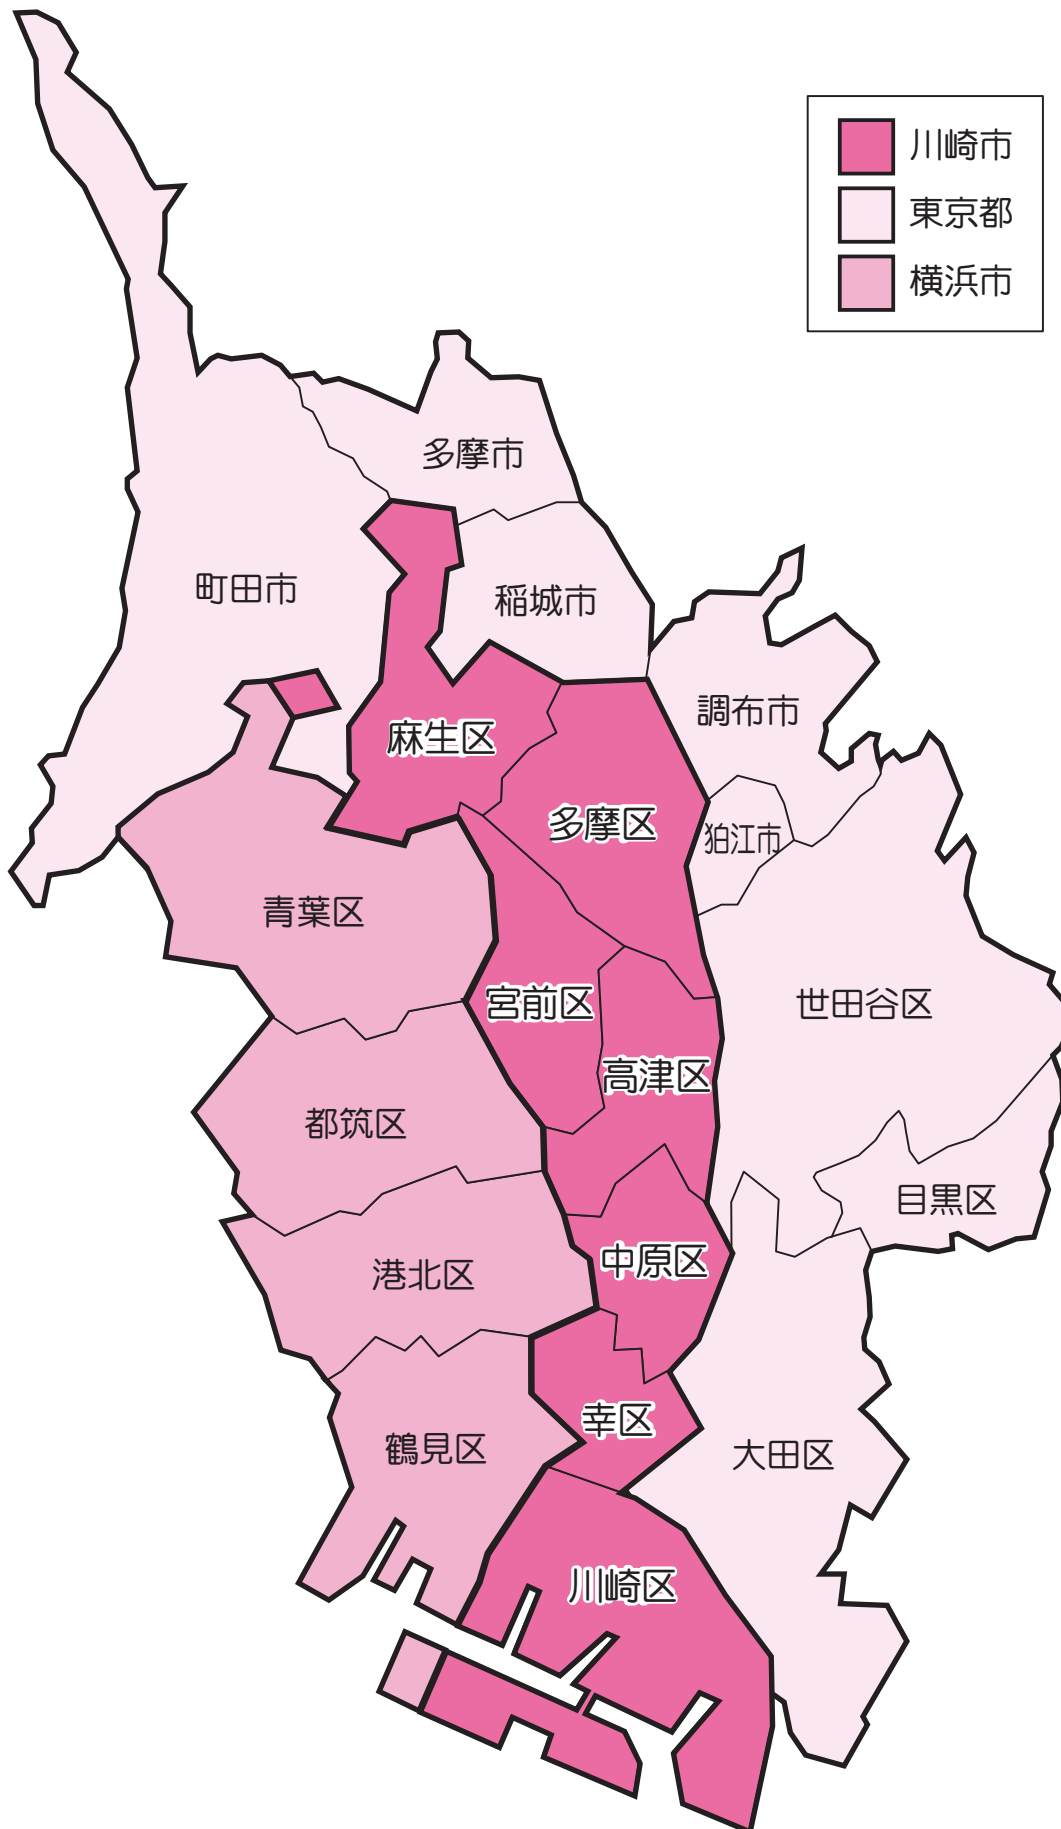 川崎市
東京都
横浜市
多摩市
町田市
稲城市
調布市
麻生区
多摩区
狛江市
青葉区
宮前区
世田谷区
高津区
都筑区
目黒区
中原区
港北区
幸区
鶴見区
大田区
川崎区